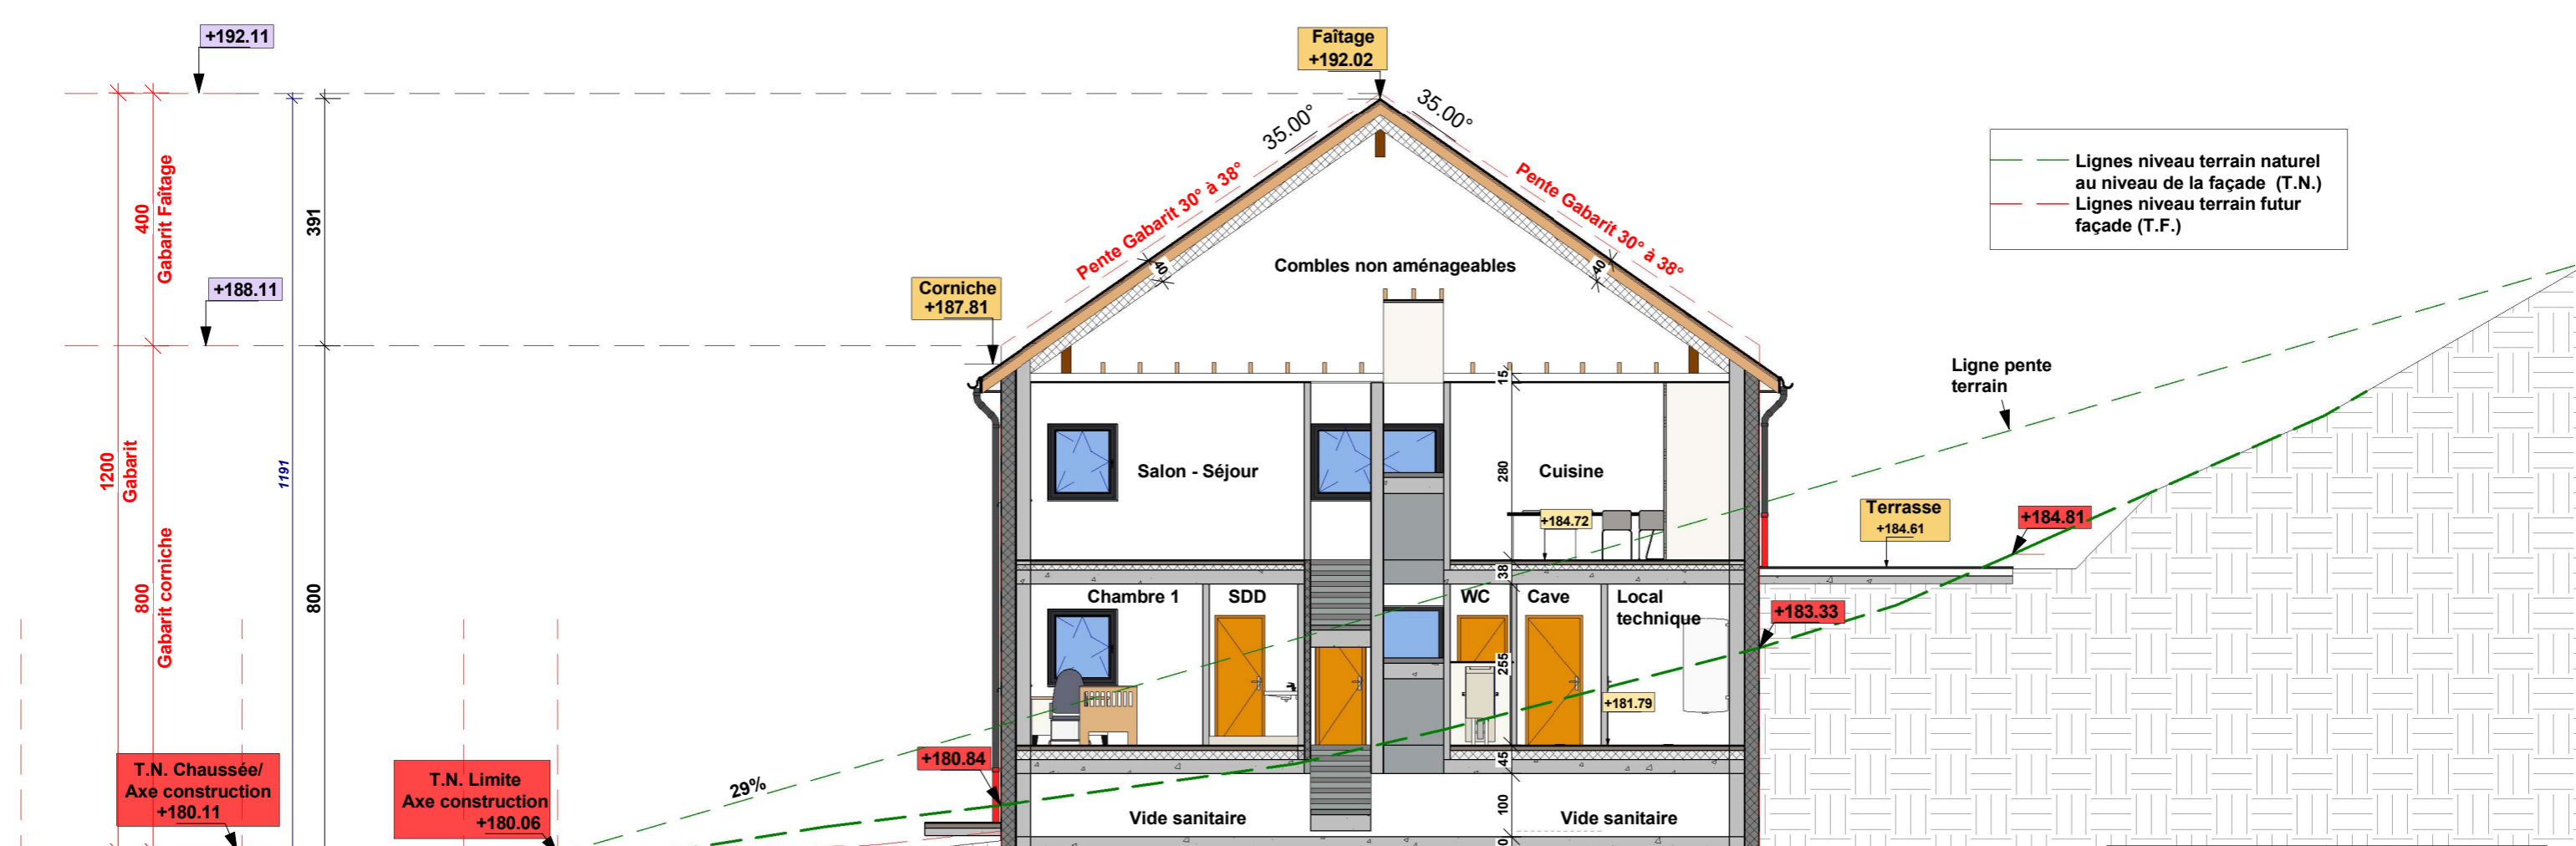 +192.11
Faîtage
+192.02
35.00°
35.00°
Pente Gabarit 30° à 38°
Pente Gabarit 30° à 38°
Lignes niveau terrain naturel
au niveau de la façade (T.N.)
Lignes niveau terrain futur
façade (T.F.)
400
Gabarit Faîtage
391
40
40
Combles non aménageables
+188.11
Corniche
+187.81
Ligne pente
terrain
15
1200
Gabarit
1191
Salon - Séjour
280
Cuisine
+184.72
Terrasse
+184.61
+184.81
38
800
Gabarit corniche
800
Chambre 1
SDD
WC
Cave
Local
technique
+183.33
255
+181.79
T.N. Chaussée/
Axe construction
+180.11
T.N. Limite
Axe construction
+180.06
29%
+180.84
45
100
Vide sanitaire
Vide sanitaire